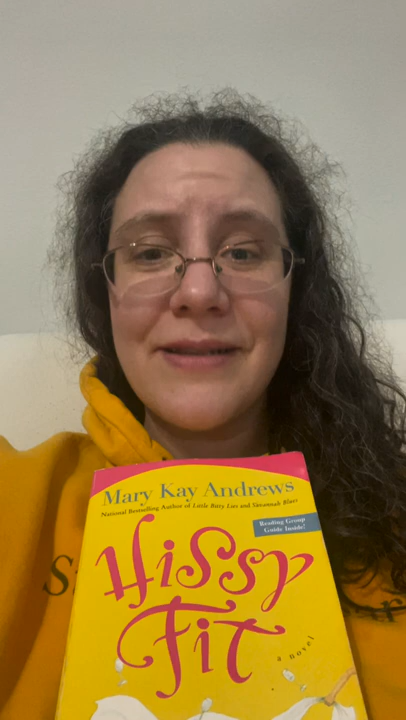 Mary Kay Andrews
National Bestselling Author of Little Bitty Lies and Savannah Blues
Reading Group
Guide Inside!
Hissy
Fit
a novel